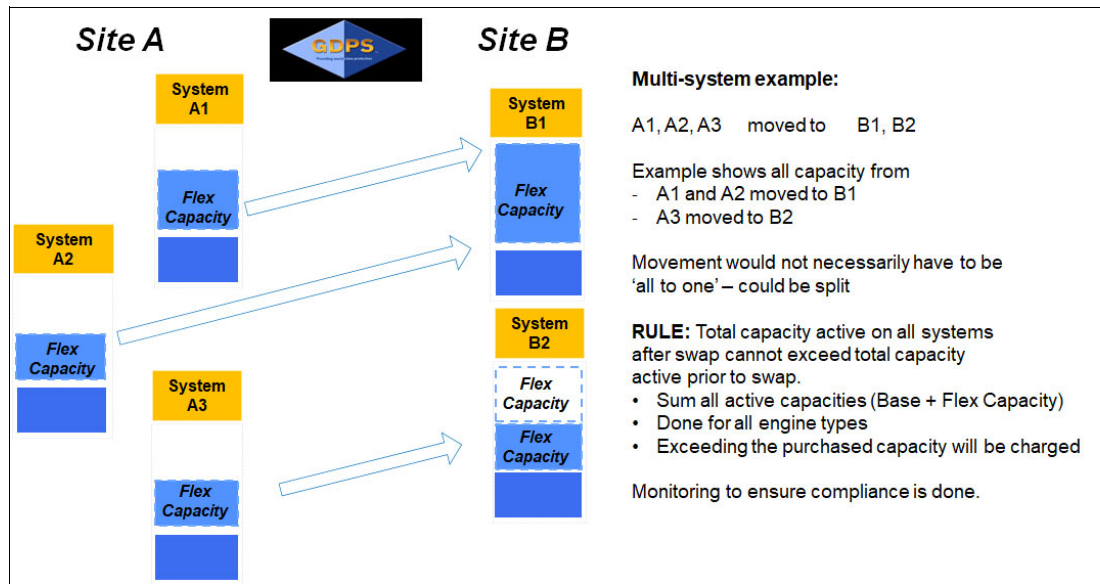 Site A
GDPS
Site B
System
A1
Flex
Capacity
System
A2
Flex
Capacity
System
A3
Flex
Capacity
System
B1
Flex
Capacity
System
B2
Flex
Capacity
Flex
Capacity
Multi-system example:
A1, A2, A3 moved to B1, B2
Example shows all capacity from
- A1 and A2 moved to B1
- A3 moved to B2
Movement would not necessarily have to be
‘all to one’ – could be split
RULE: Total capacity active on all systems
after swap cannot exceed total capacity
active prior to swap.
• Sum all active capacities (Base + Flex Capacity)
• Done for all engine types
• Exceeding the purchased capacity will be charged
Monitoring to ensure compliance is done.